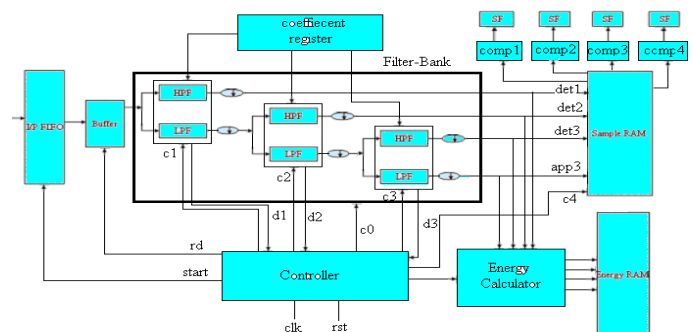 coeffiecent
register
SF
SF
SF
SF
comp1
comp2
comp3
ccmp4
Filter-Bank
HPF
det1
I/P FIFO
Buffer
LPF
HPF
det2
Sample RAM
c1
LPF
HPF
det3
c2
LPF
app3
c3
c4
d1
d2
c0
d3
rd
start
Controller
Energy
Calculator
Energy RAM
clk
rst